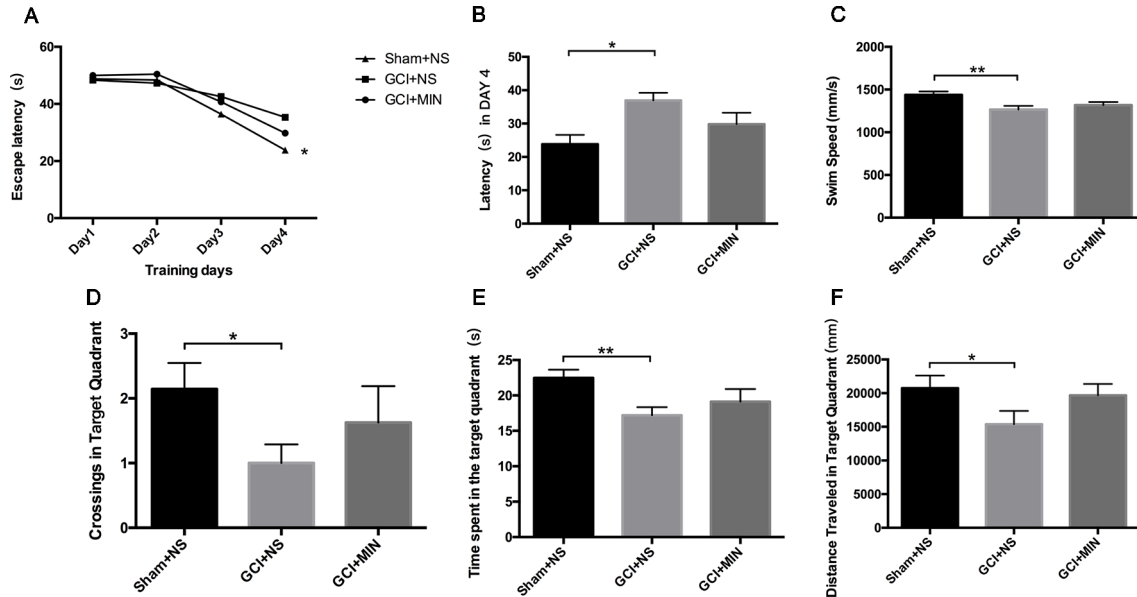 A
Escape latency (s)
60
40
20
0
Day1
Day2
Day3
Day4
Training days
*
Sham+NS
GCI+NS
GCI+MIN
B
Latency (s) in DAY 4
50
40
30
20
10
0
*
Sham+NS
GCI+NS
GCI+MIN
C
Swim Speed (mm/s)
2000
1500
1000
500
0
**
Sham+NS
GCI+NS
GCI+MIN
D
Crossings in Target Quadrant
3
2
1
0
*
Sham+NS
GCI+NS
GCI+MIN
E
Time spent in the target quadrant (s)
25
20
15
10
5
0
**
Sham+NS
GCI+NS
GCI+MIN
F
Distance Traveled in Target Quadrant (mm)
25000
20000
15000
10000
5000
0
*
Sham+NS
GCI+NS
GCI+MIN